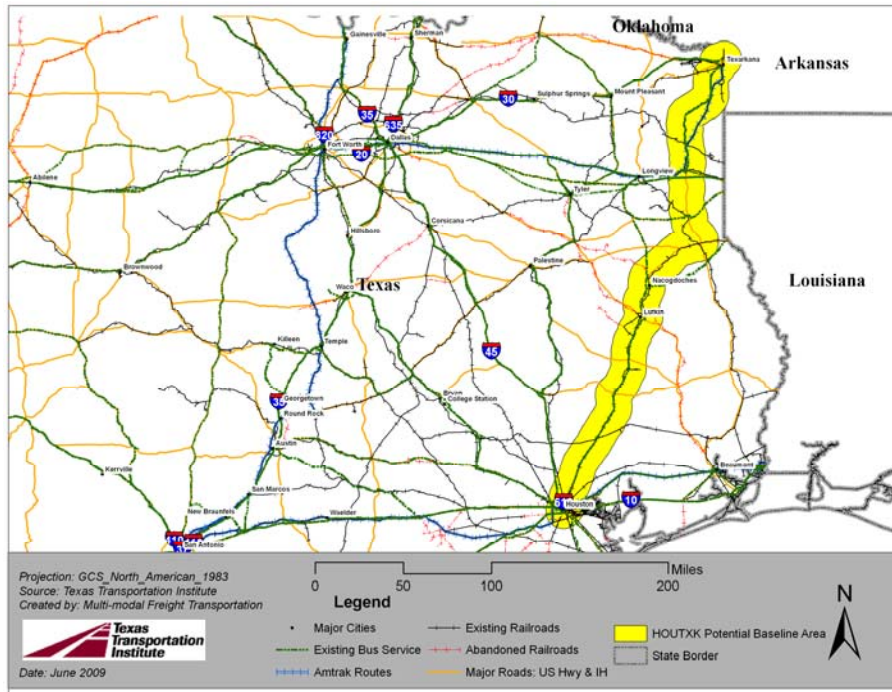 Oklahoma
Arkansas
Louisiana
Texas
Gainesville
Sherman
Texarkana
Sulphur Springs
Mount Pleasant
30
35
635
820
20
Fort Worth
Dallas
Abilene
Longview
Tyler
Hillsboro
Corsicana
Brownwood
Palestine
Nacogdoches
Waco
Lufkin
Killeen
Temple
45
Georgetown
35
Round Rock
Bryan
College Station
Austin
Kerrville
San Marcos
Beaumont
New Braunfels
Waelder
Houston
10
San Antonio
Projection: GCS_North_American_1983
Source: Texas Transportation Institute
Created by: Multi-modal Freight Transportation
Texas
Transportation
Institute
Date: June 2009
Miles
0 50 100 200
Legend
Major Cities
Existing Bus Service
Amtrak Routes
Existing Railroads
Abandoned Railroads
Major Roads: US Hwy & IH
HOUTXK Potential Baseline Area
State Border
N